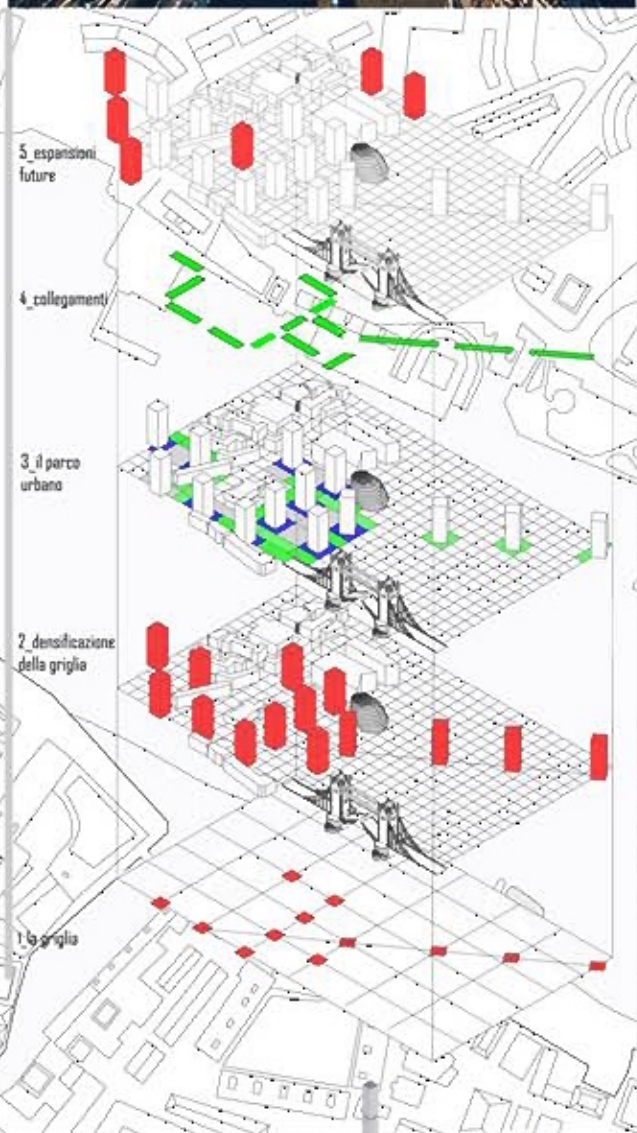 5_espansioni
future
4_collegamenti
3_il parco
urbano
2_densificazione
della griglia
1_la griglia